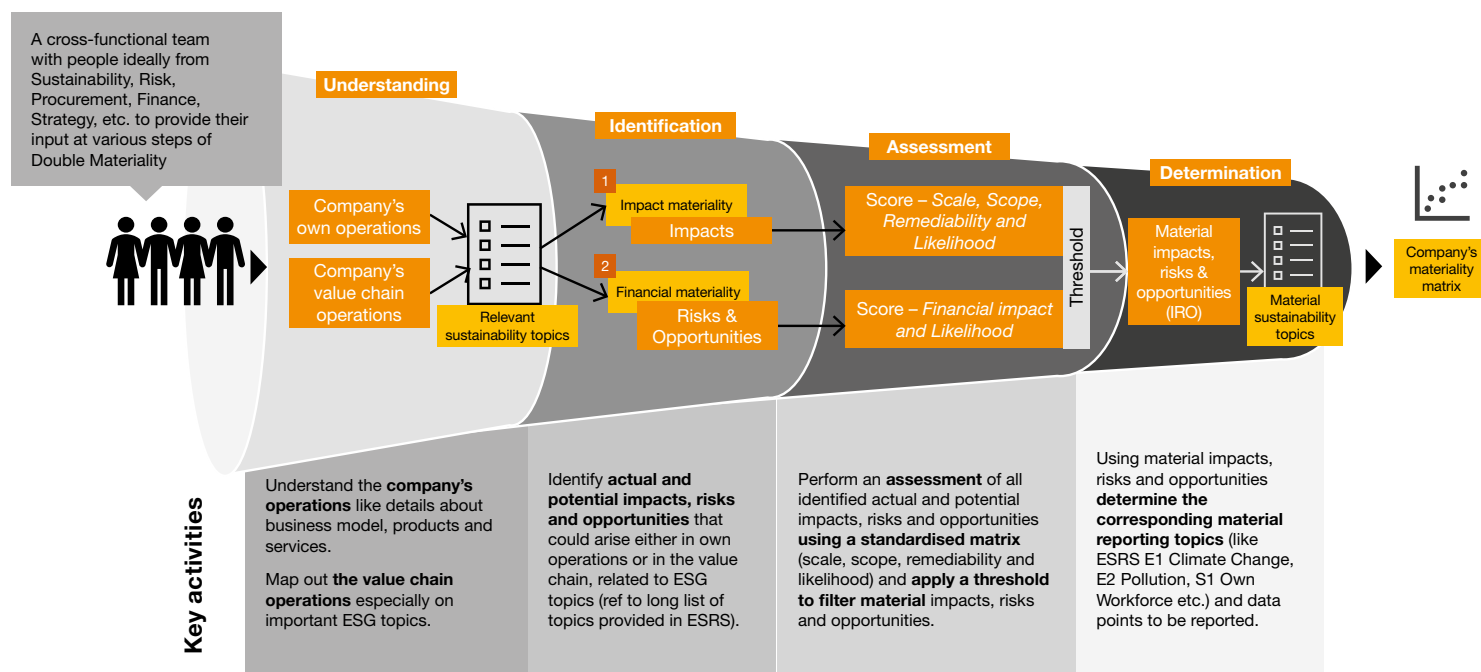 A cross-functional team
with people ideally from
Sustainability, Risk,
Procurement, Finance,
Strategy, etc. to provide their
input at various steps of
Double Materiality
Understanding
Identification
Assessment
Determination
Company's
own operations
Company's
value chain
operations
Relevant
sustainability topics
1
Impact materiality
Impacts
2
Financial materiality
Risks &
Opportunities
Score – Scale, Scope,
Remediability and
Likelihood
Score – Financial impact
and Likelihood
Threshold
Material
impacts,
risks &
opportunities
(IRO)
Material
sustainability
topics
Company's
materiality
matrix
Key activities
Understand the company's
operations like details about
business model, products and
services.
Map out the value chain
operations especially on
important ESG topics.
Identify actual and
potential impacts, risks
and opportunities that
could arise either in own
operations or in the value
chain, related to ESG
topics (ref to long list of
topics provided in ESRS).
Perform an assessment of all
identified actual and potential
impacts, risks and opportunities
using a standardised matrix
(scale, scope, remediability and
likelihood) and apply a threshold
to filter material impacts, risks
and opportunities.
Using material impacts,
risks and opportunities
determine the
corresponding material
reporting topics (like
ESRS E1 Climate Change,
E2 Pollution, S1 Own
Workforce etc.) and data
points to be reported.